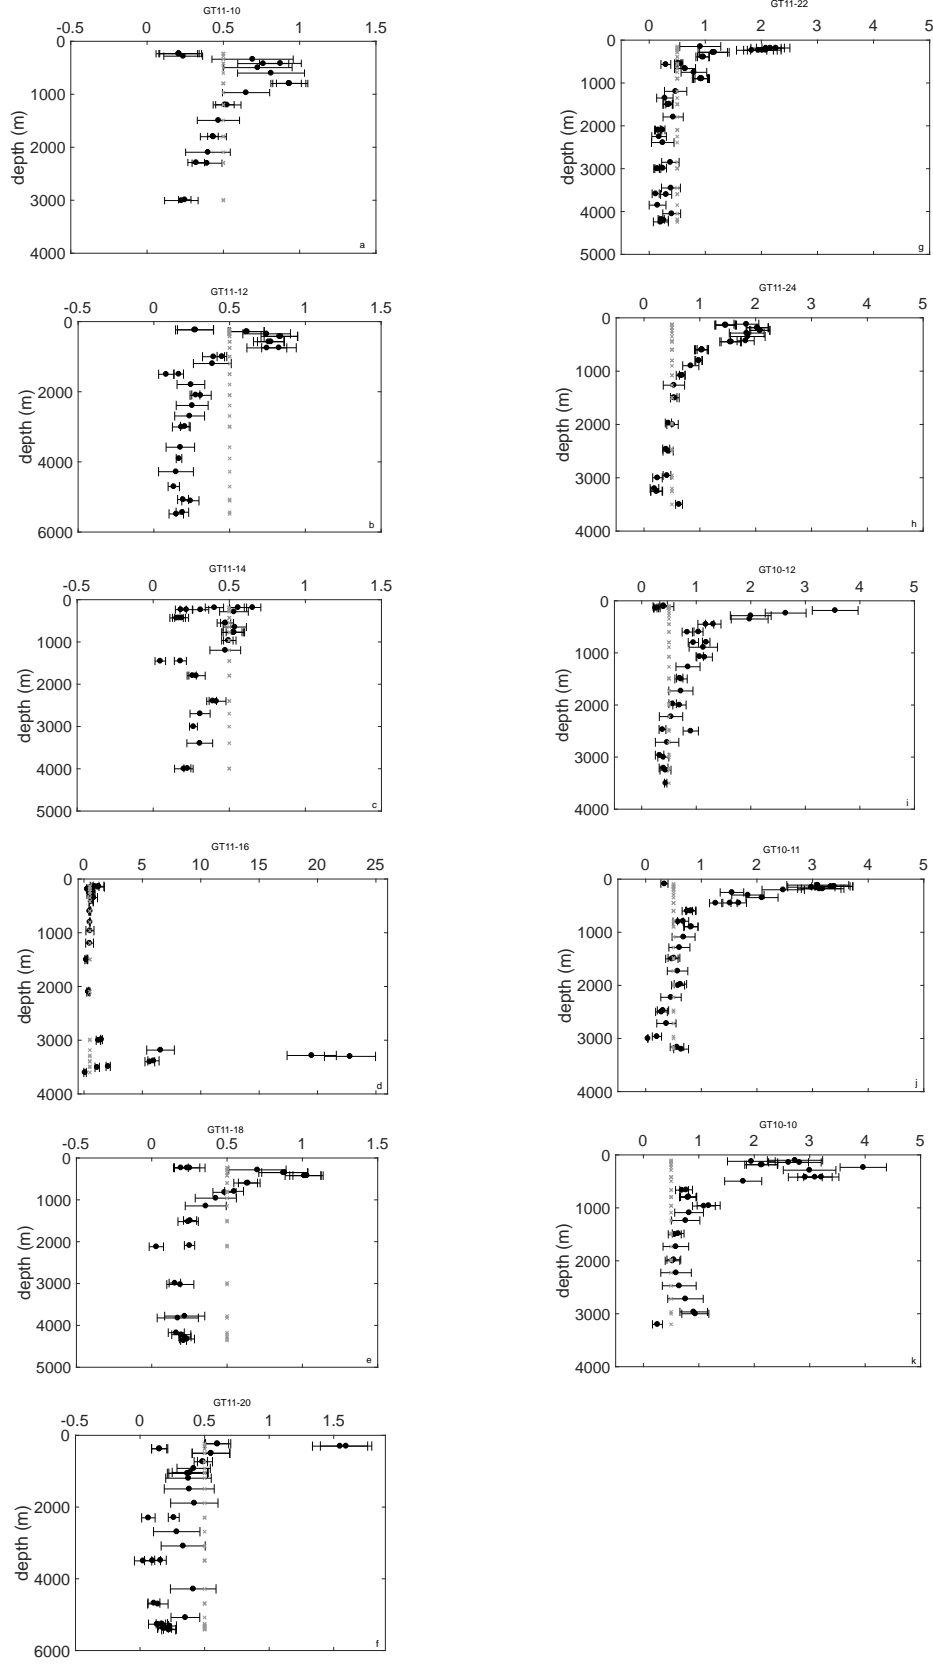 GT11-10
-0.5 0 0.5 1 1.5
0
1000
2000
3000
4000
depth (m)
a
GT11-12
-0.5 0 0.5 1 1.5
0
2000
4000
6000
depth (m)
b
GT11-14
-0.5 0 0.5 1 1.5
0
1000
2000
3000
4000
5000
depth (m)
c
GT11-16
0 5 10 15 20 25
0
1000
2000
3000
4000
depth (m)
d
GT11-18
-0.5 0 0.5 1 1.5
0
1000
2000
3000
4000
5000
depth (m)
e
GT11-20
-0.5 0 0.5 1 1.5
0
2000
4000
6000
depth (m)
f
GT11-22
0 1 2 3 4 5
0
1000
2000
3000
4000
5000
depth (m)
g
GT11-24
0 1 2 3 4 5
0
1000
2000
3000
4000
depth (m)
h
GT10-12
0 1 2 3 4 5
0
1000
2000
3000
4000
depth (m)
i
GT10-11
0 1 2 3 4 5
0
1000
2000
3000
4000
depth (m)
j
GT10-10
0 1 2 3 4 5
0
1000
2000
3000
4000
depth (m)
k